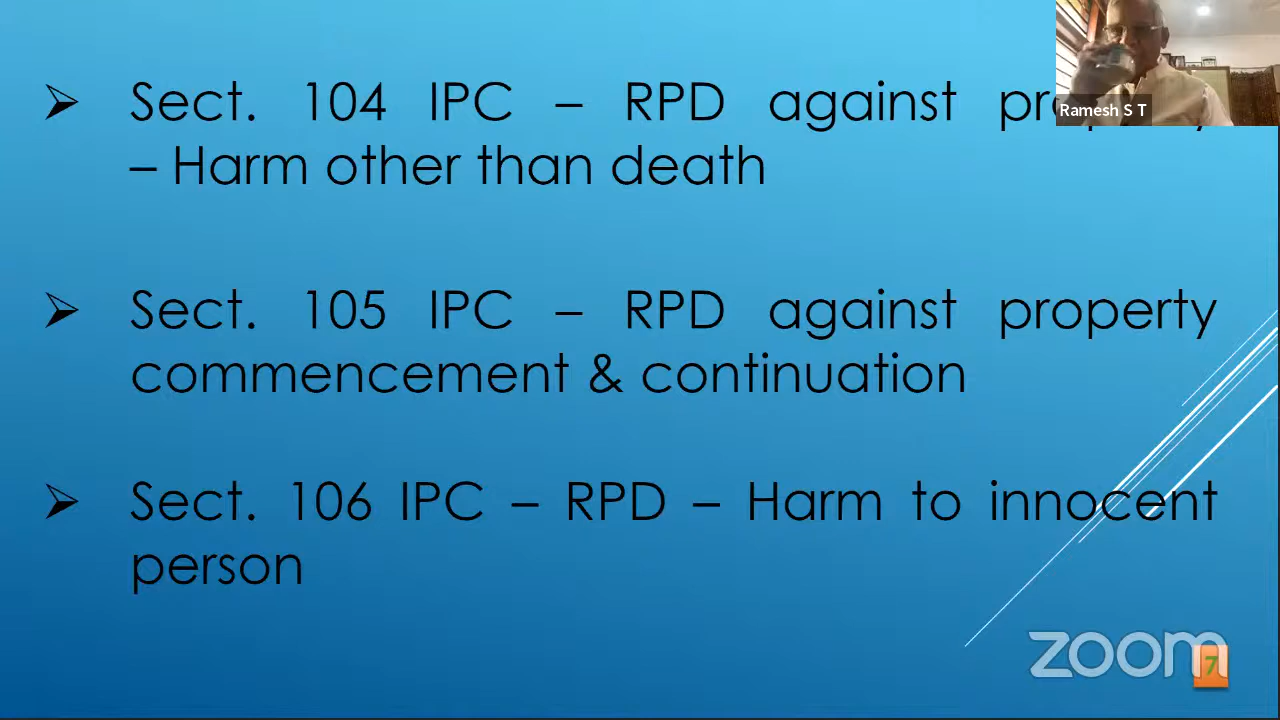 Sect. 104 IPC – RPD against
– Harm other than death
Sect. 105 IPC – RPD against property
commencement & continuation
Sect. 106 IPC – RPD – Harm to innocent
person
Ramesh S T
zoom
7